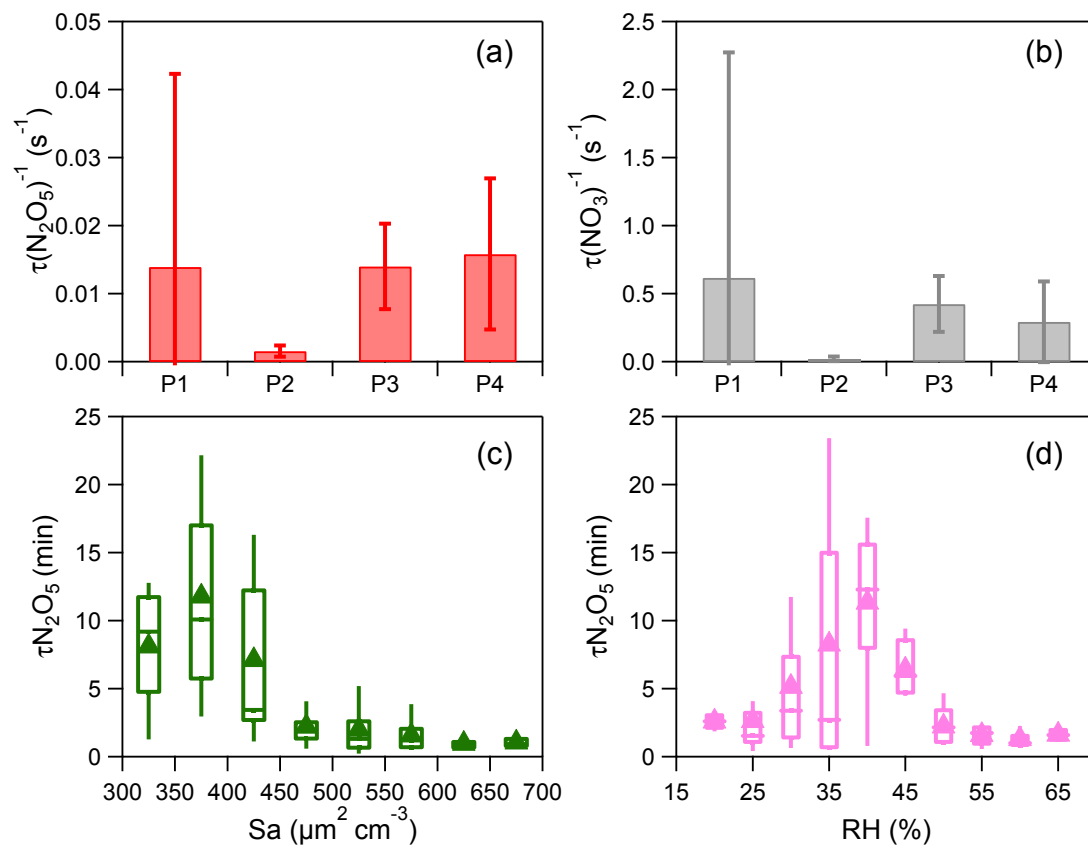 0.05
0.04
0.03
0.02
0.01
0.00
τ(N₂O₅)⁻¹ (s⁻¹)
(a)
P1 P2 P3 P4
2.5
2.0
1.5
1.0
0.5
0.0
τ(NO₃)⁻¹ (s⁻¹)
(b)
P1 P2 P3 P4
25
20
15
10
5
0
τN₂O₅ (min)
(c)
300 350 400 450 500 550 600 650 700
Sa (µm² cm⁻³)
25
20
15
10
5
0
τN₂O₅ (min)
(d)
15 25 35 45 55 65
RH (%)